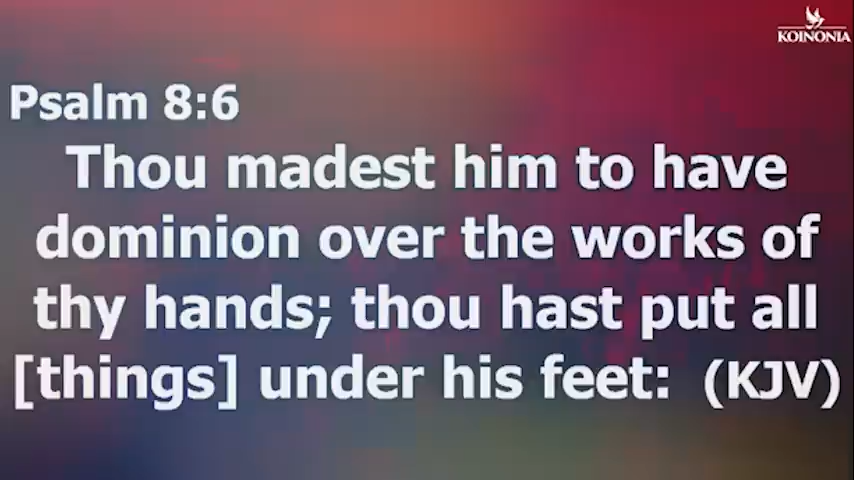 KOINONIA
Psalm 8:6
Thou madest him to have
dominion over the works of
thy hands; thou hast put all
[things] under his feet: (KJV)